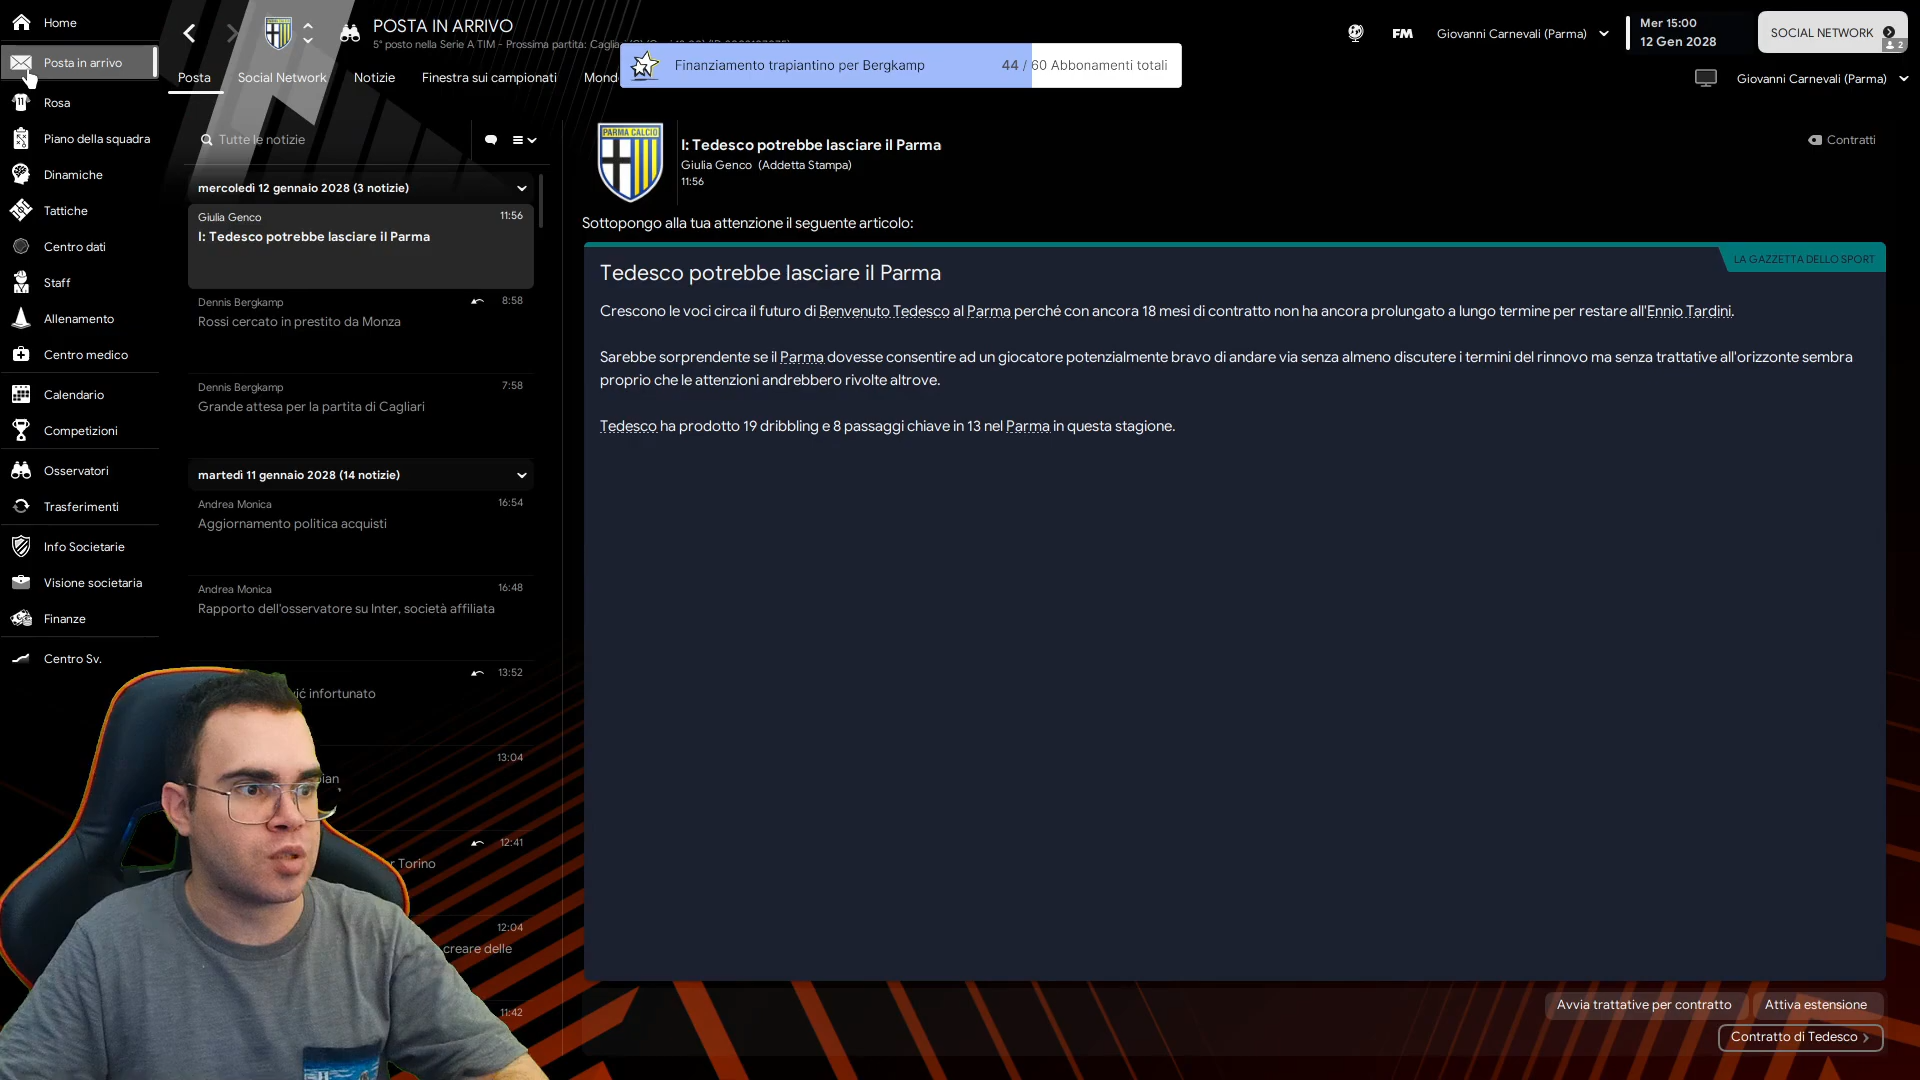 Home
Posta in arrivo
Rosa
Piano della squadra
Dinamiche
Tattiche
Centro dati
Staff
Allenamento
Centro medico
Calendario
Competizioni
Osservatori
Trasferimenti
Info Societarie
Visione societaria
Finanze
Centro Sv.
POSTA IN ARRIVO
5° posto nella Serie A TIM - Prossima partita:
Posta
Social Network
Notizie
Finestra sui campionati
Finanziamento trapiantino per Bergkamp
44 / 60 Abbonamenti totali
FM
Giovanni Carnevali (Parma)
Mer 15:00
12 Gen 2028
SOCIAL NETWORK
2
Giovanni Carnevali (Parma)
Tutte le notizie
mercoledì 12 gennaio 2028 (3 notizie)
Giulia Genco 11:56
I: Tedesco potrebbe lasciare il Parma
Dennis Bergkamp 8:58
Rossi cercato in prestito da Monza
Dennis Bergkamp 7:58
Grande attesa per la partita di Cagliari
martedì 11 gennaio 2028 (14 notizie)
Andrea Monica 16:54
Aggiornamento politica acquisti
Andrea Monica 16:48
Rapporto dell'osservatore su Inter, società affiliata
13:52
infortunato
13:04
12:41
Torino
12:04
creare delle
11:42
PARMA CALCIO
I: Tedesco potrebbe lasciare il Parma
Giulia Genco (Addetta Stampa)
11:56
Contratti
Sottopongo alla tua attenzione il seguente articolo:
LA GAZZETTA DELLO SPORT
Tedesco potrebbe lasciare il Parma
Crescono le voci circa il futuro di Benvenuto Tedesco al Parma perché con ancora 18 mesi di contratto non ha ancora prolungato a lungo termine per restare all'Ennio Tardini.
Sarebbe sorprendente se il Parma dovesse consentire ad un giocatore potenzialmente bravo di andare via senza almeno discutere i termini del rinnovo ma senza trattative all'orizzonte sembra
proprio che le attenzioni andrebbero rivolte altrove.
Tedesco ha prodotto 19 dribbling e 8 passaggi chiave in 13 nel Parma in questa stagione.
Avvia trattative per contratto
Attiva estensione
Contratto di Tedesco